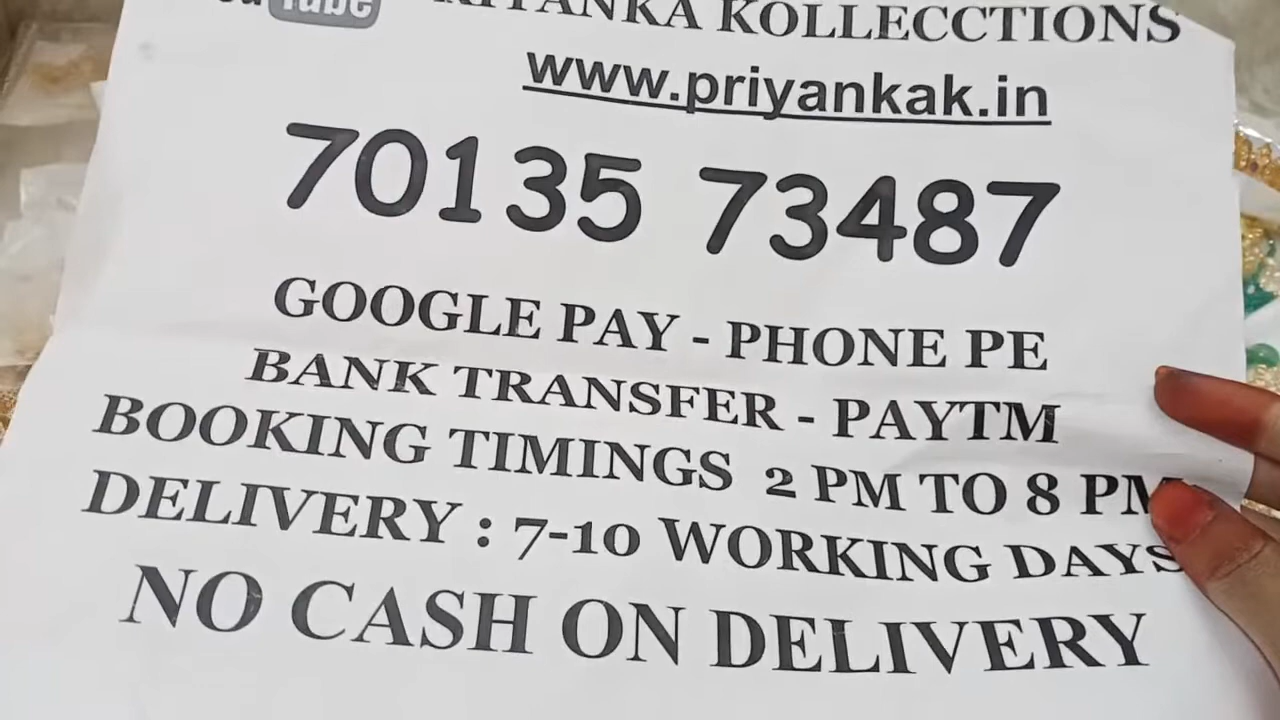 Tube KOLLECCTIONS
www.priyankak.in
70135 73487
GOOGLE PAY - PHONE PE
BANK TRANSFER - PAYTM
BOOKING TIMINGS 2 PM TO 8 PM
DELIVERY : 7-10 WORKING DAYS
NO CASH ON DELIVERY